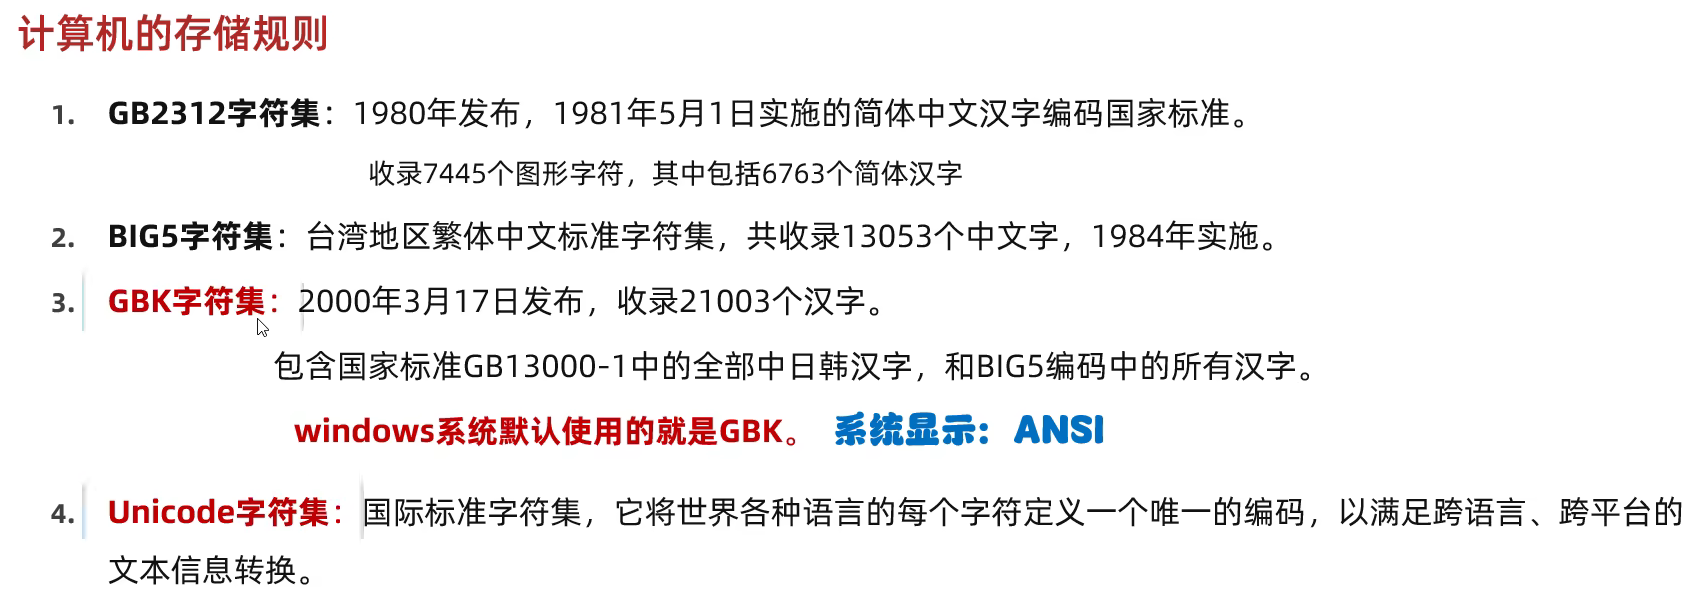 计算机的存储规则
1. GB2312字符集：1980年发布，1981年5月1日实施的简体中文汉字编码国家标准。
收录7445个图形字符，其中包括6763个简体汉字
2. BIG5字符集：台湾地区繁体中文标准字符集，共收录13053个中文字，1984年实施。
3. GBK字符集：2000年3月17日发布，收录21003个汉字。
包含国家标准GB13000-1中的全部中日韩汉字，和BIG5编码中的所有汉字。
windows系统默认使用的就是GBK。 系统显示：ANSI
4. Unicode字符集：国际标准字符集，它将世界各种语言的每个字符定义一个唯一的编码，以满足跨语言、跨平台的
文本信息转换。